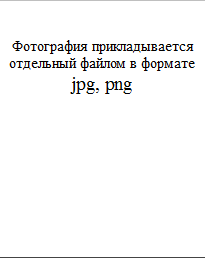 Фотография прикладывается
отдельный файлом в формате
jpg, png